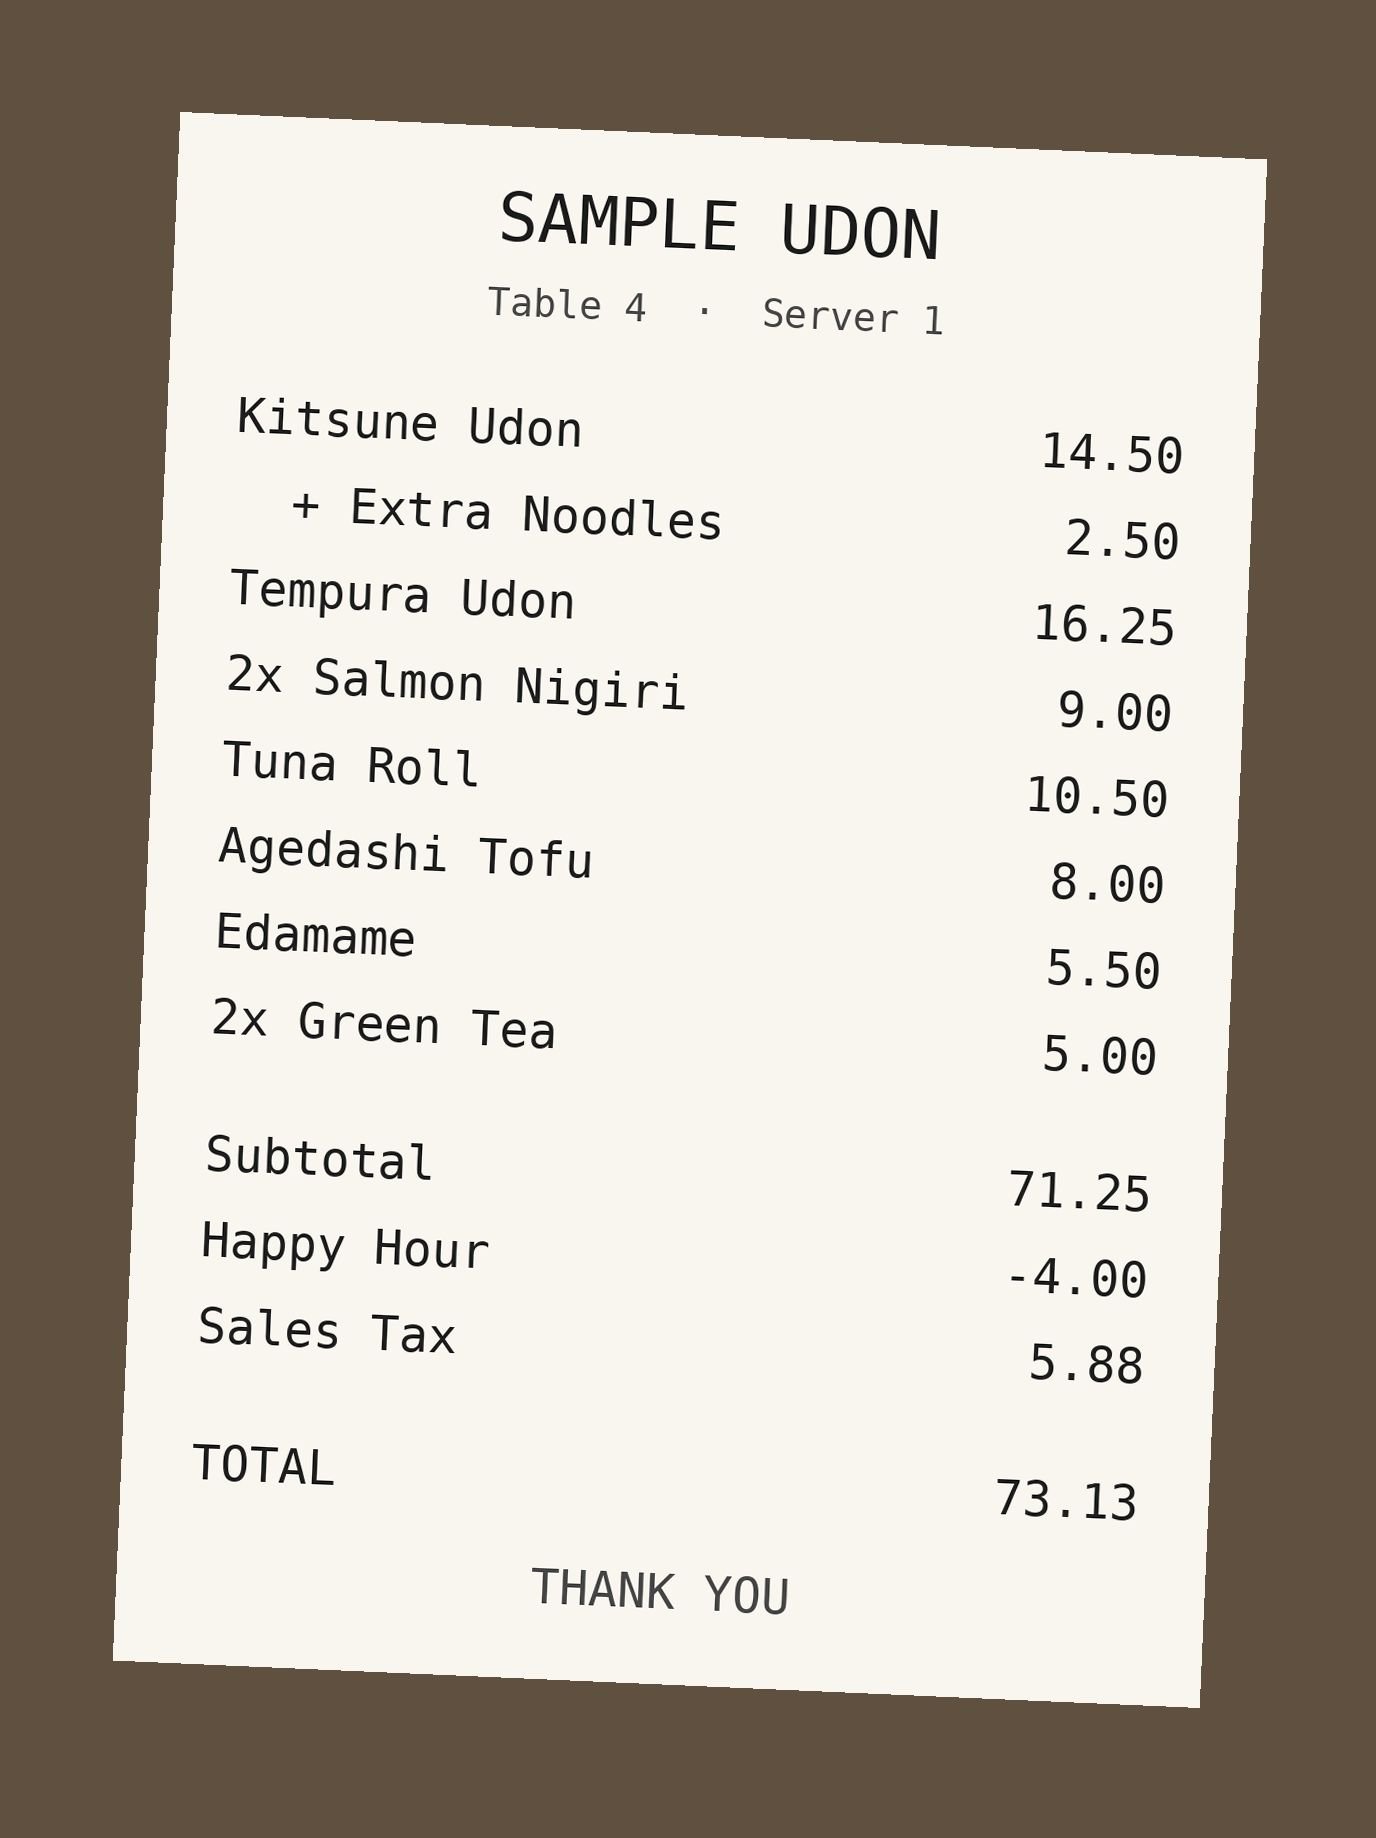 SAMPLE UDON
Table 4 · Server 1
Kitsune Udon 14.50
+ Extra Noodles 2.50
Tempura Udon 16.25
2x Salmon Nigiri 9.00
Tuna Roll 10.50
Agedashi Tofu 8.00
Edamame 5.50
2x Green Tea 5.00
Subtotal 71.25
Happy Hour -4.00
Sales Tax 5.88
TOTAL 73.13
THANK YOU